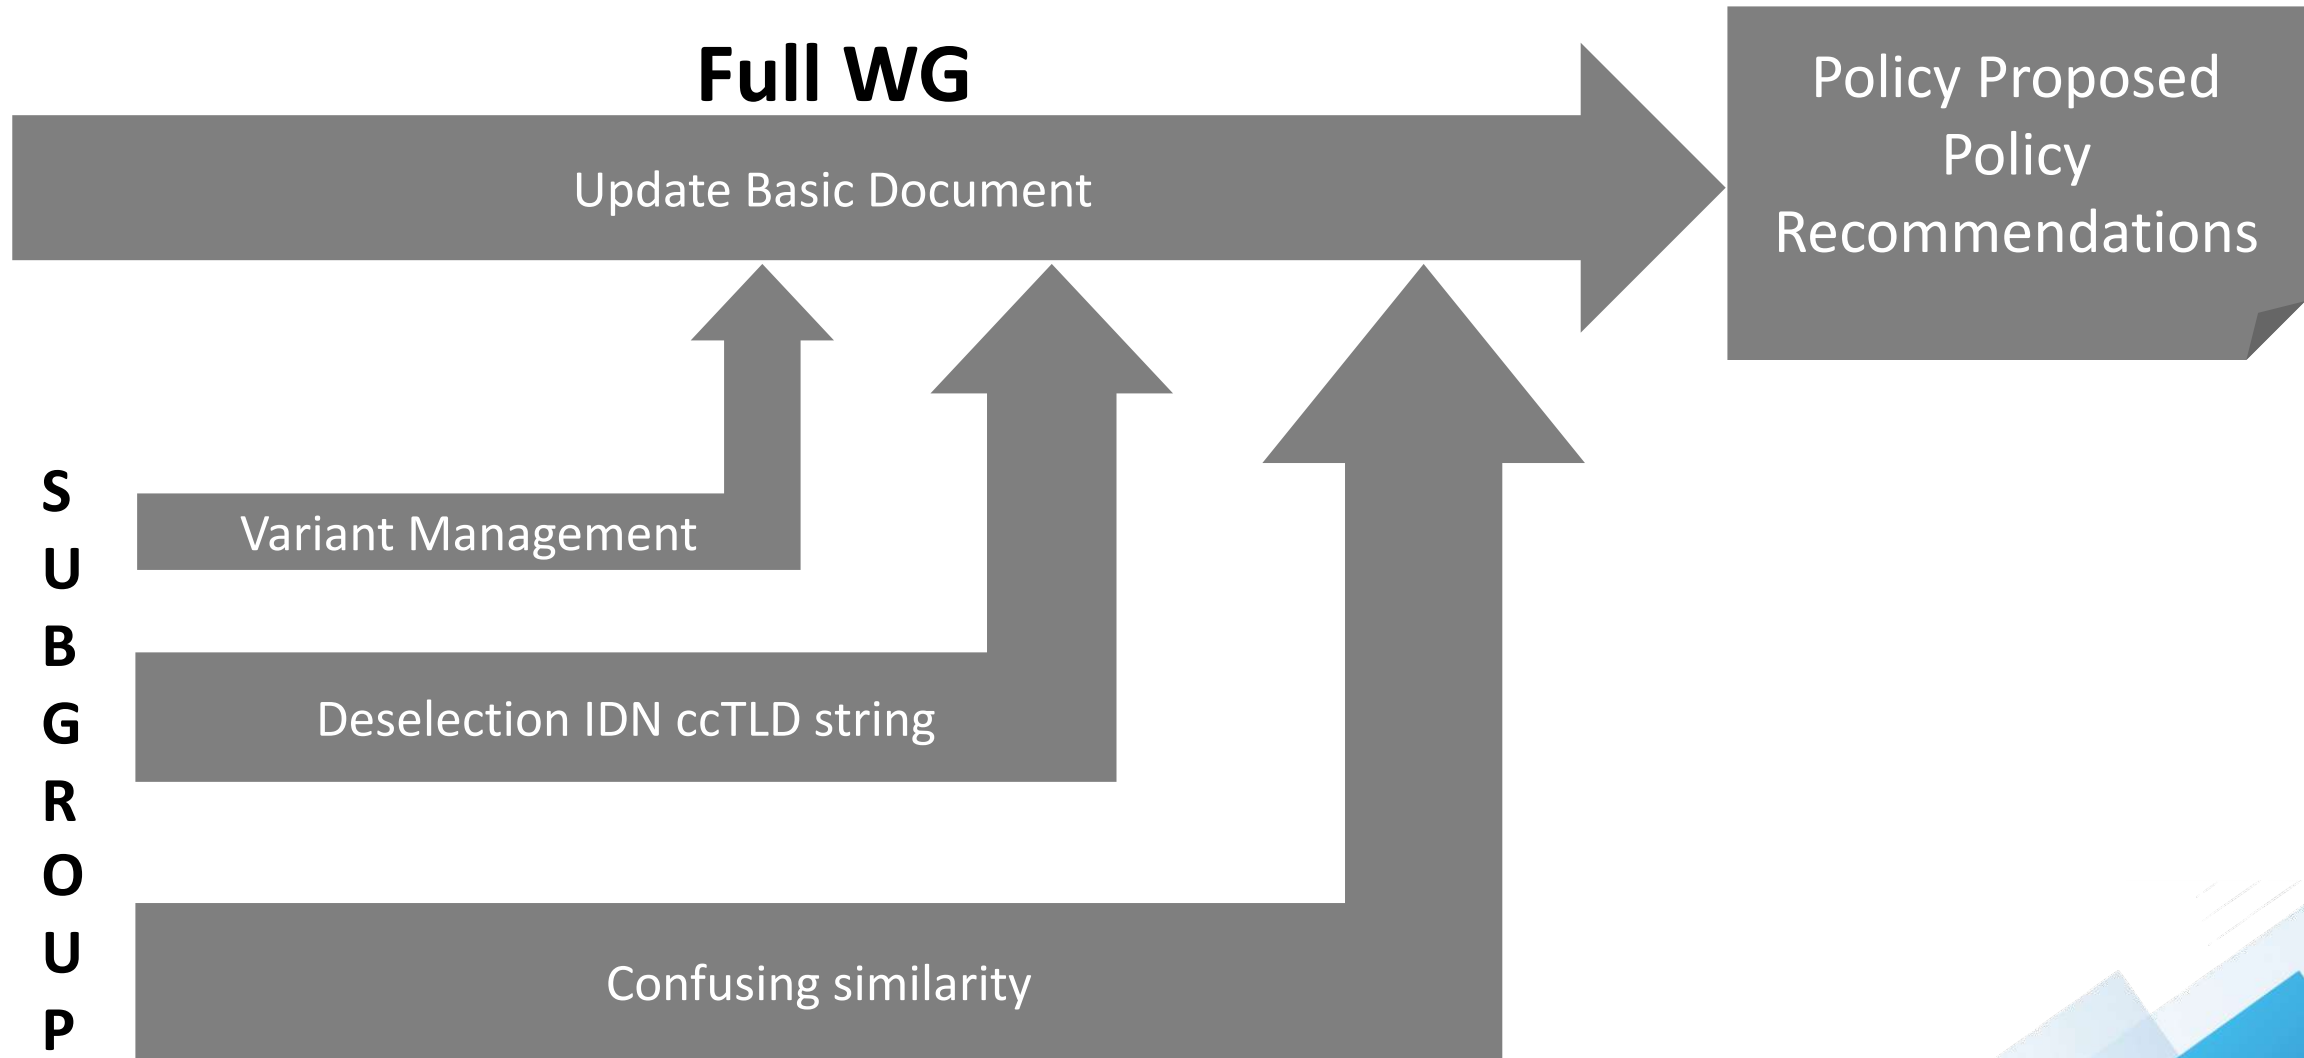 Full WG
Update Basic Document
Policy Proposed
Policy
Recommendations
S
U
B
G
R
O
U
P
Variant Management
Deselection IDN ccTLD string
Confusing similarity